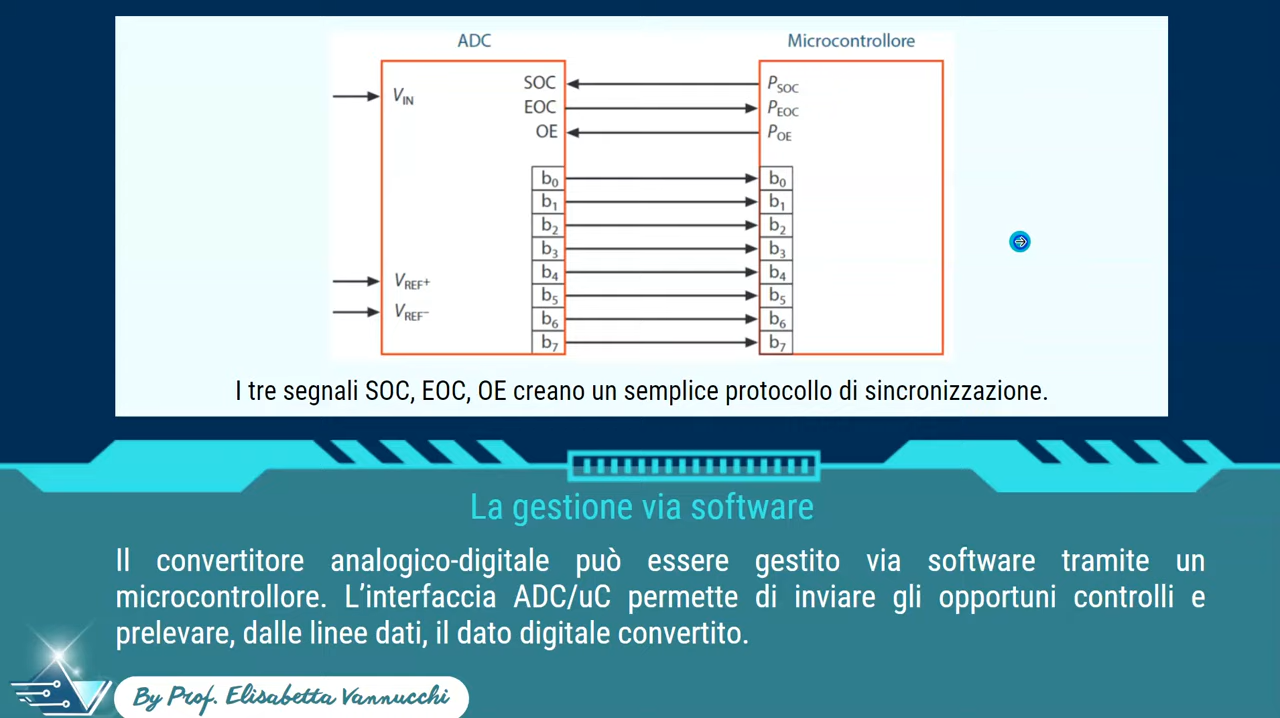 ADC Microcontrollore
V_IN SOC P_SOC
EOC P_EOC
OE P_OE
b0 b0
b1 b1
b2 b2
b3 b3
b4 b4
V_REF+ b5 b5
V_REF− b6 b6
b7 b7
I tre segnali SOC, EOC, OE creano un semplice protocollo di sincronizzazione.
La gestione via software
Il convertitore analogico-digitale può essere gestito via software tramite un
microcontrollore. L’interfaccia ADC/uC permette di inviare gli opportuni controlli e
prelevare, dalle linee dati, il dato digitale convertito.
By Prof. Elisabetta Vannucchi